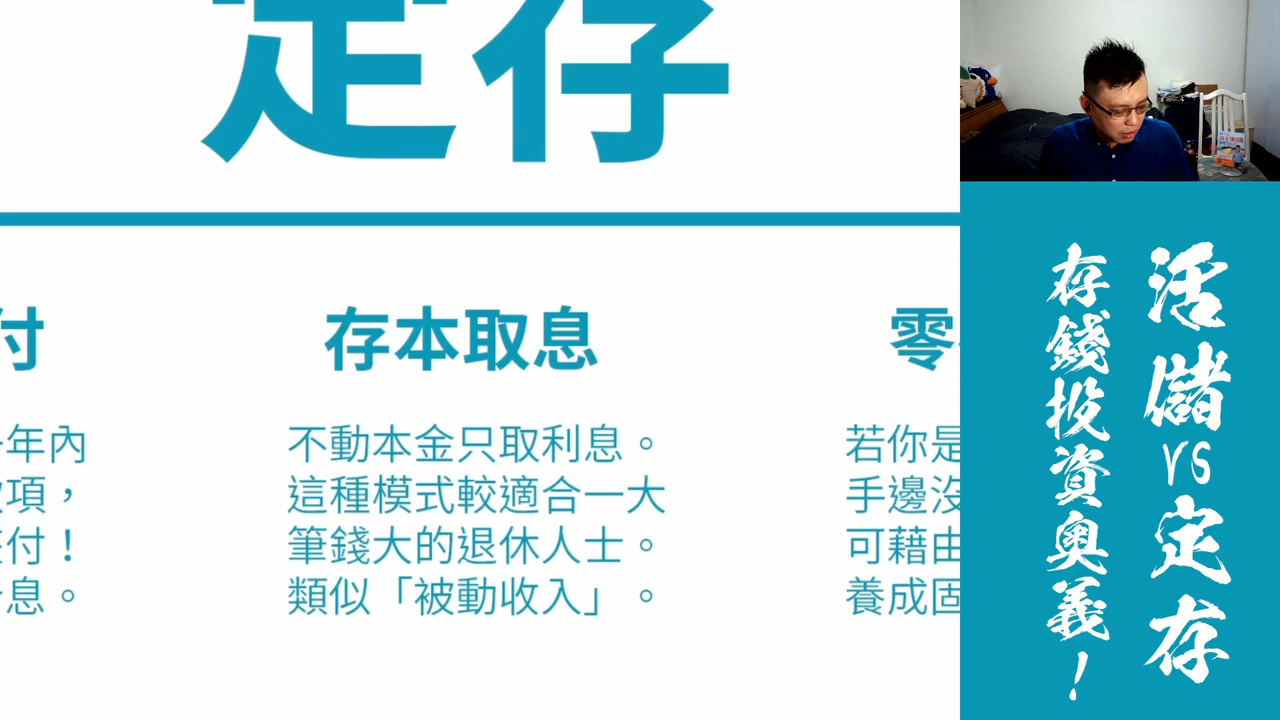 定存
付
存本取息
零
年內
項，
付！
息。
不動本金只取利息。
這種模式較適合一大
筆錢大的退休人士。
類似「被動收入」。
若你是
手邊沒
可藉由
養成固
活儲vs定存
存錢投資奧義！